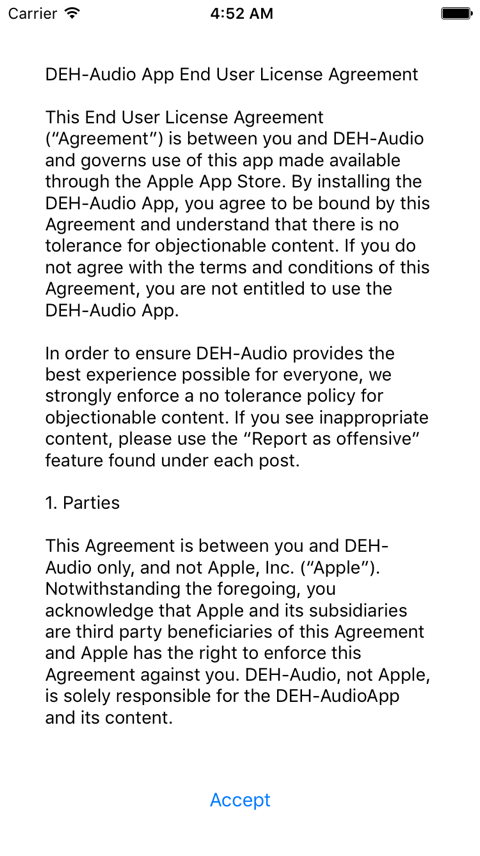 Carrier
4:52 AM
DEH-Audio App End User License Agreement
This End User License Agreement
(“Agreement”) is between you and DEH-Audio
and governs use of this app made available
through the Apple App Store. By installing the
DEH-Audio App, you agree to be bound by this
Agreement and understand that there is no
tolerance for objectionable content. If you do
not agree with the terms and conditions of this
Agreement, you are not entitled to use the
DEH-Audio App.
In order to ensure DEH-Audio provides the
best experience possible for everyone, we
strongly enforce a no tolerance policy for
objectionable content. If you see inappropriate
content, please use the “Report as offensive”
feature found under each post.
1. Parties
This Agreement is between you and DEH-
Audio only, and not Apple, Inc. (“Apple”).
Notwithstanding the foregoing, you
acknowledge that Apple and its subsidiaries
are third party beneficiaries of this Agreement
and Apple has the right to enforce this
Agreement against you. DEH-Audio, not Apple,
is solely responsible for the DEH-AudioApp
and its content.
Accept